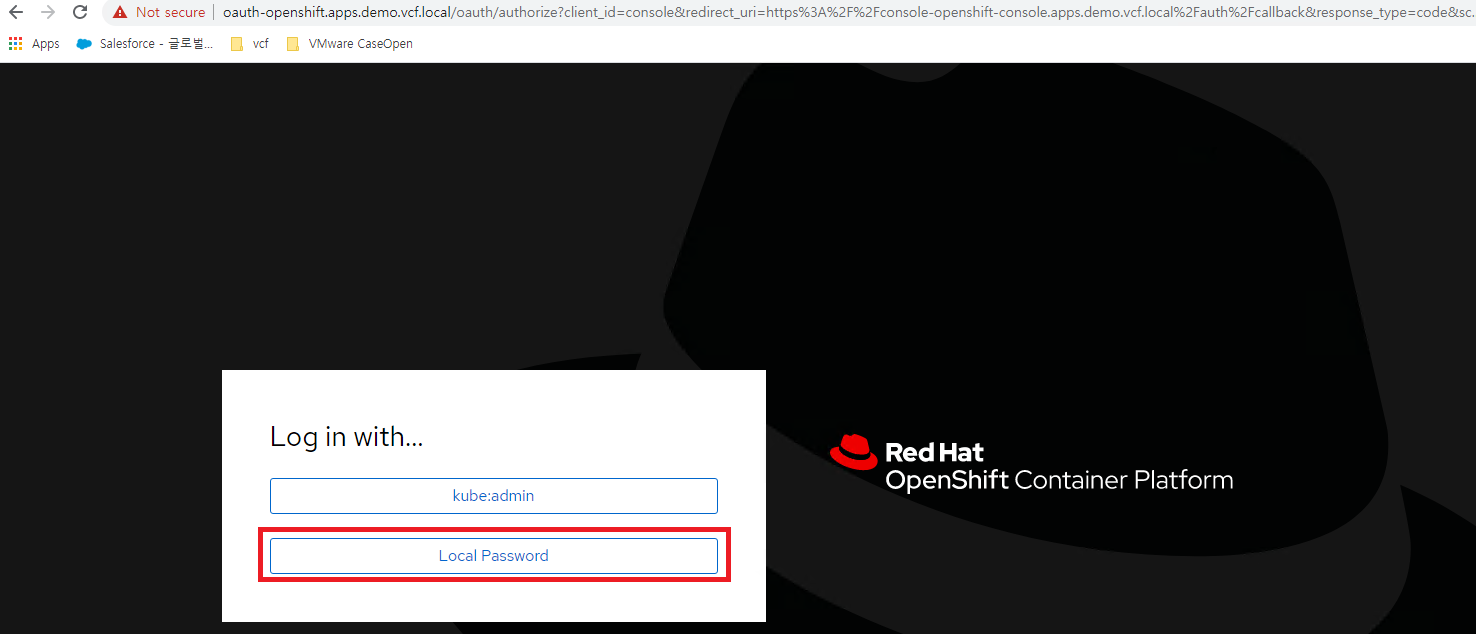 Not secure | oauth-openshift.apps.demo.vcf.local/oauth/authorize?client_id=console&redirect_uri=https%3A%2F%2Fconsole-openshift-console.apps.demo.vcf.local%2Fauth%2Fcallback&response_type=code&sc.
Apps Salesforce - 글로벌... vcf VMware CaseOpen
Log in with...
kube:admin
Local Password
Red Hat
OpenShift Container Platform